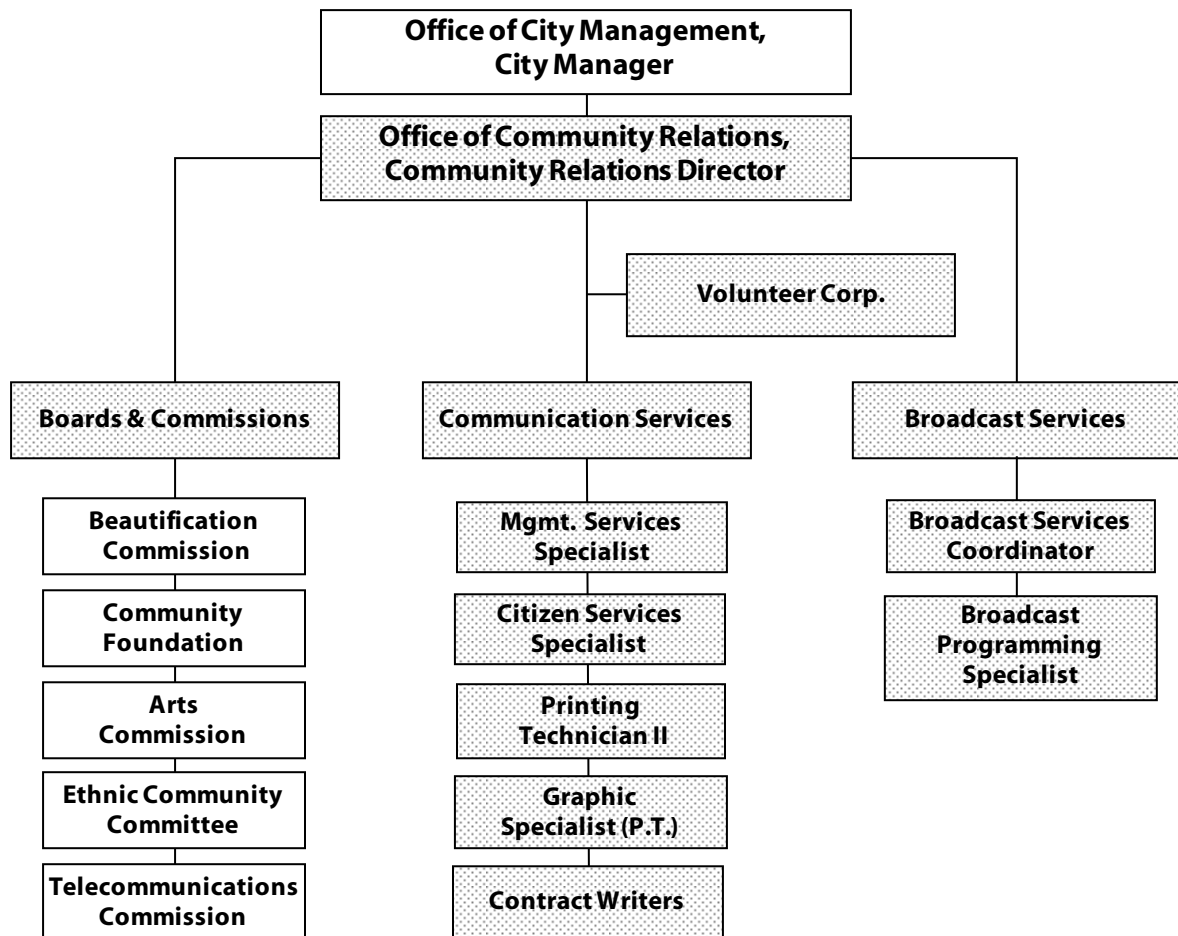 Office of City Management,
City Manager
Office of Community Relations,
Community Relations Director
Volunteer Corp.
Boards & Commissions
Beautification
Commission
Community
Foundation
Arts
Commission
Ethnic Community
Committee
Telecommunications
Commission
Communication Services
Mgmt. Services
Specialist
Citizen Services
Specialist
Printing
Technician II
Graphic
Specialist (P.T.)
Contract Writers
Broadcast Services
Broadcast Services
Coordinator
Broadcast
Programming
Specialist